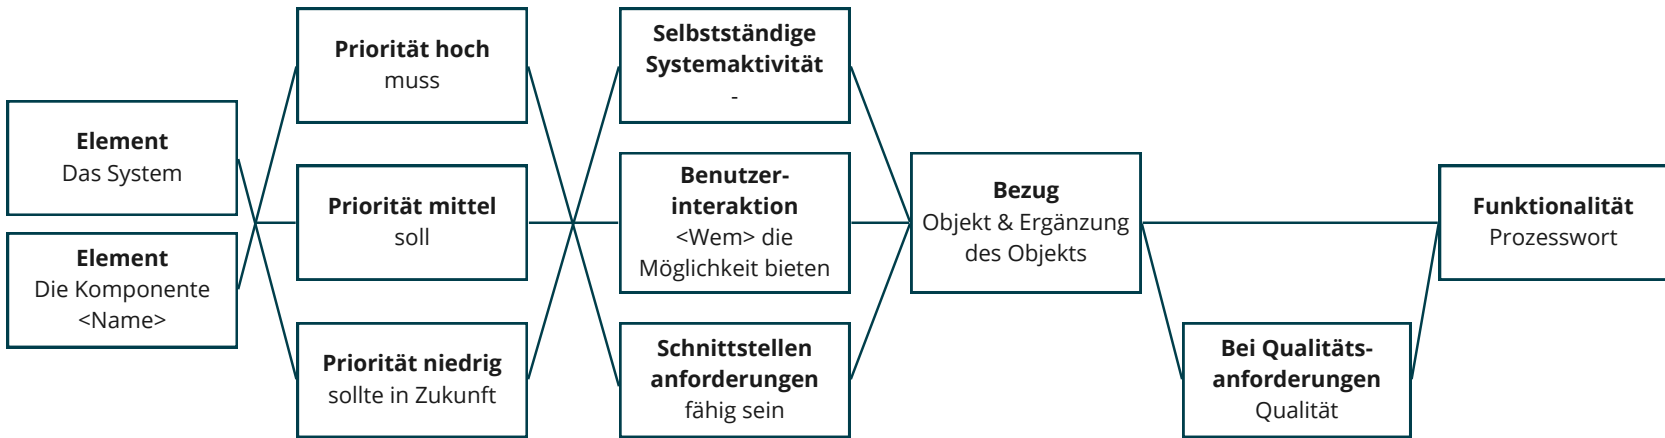 Element
Das System
Element
Die Komponente
<Name>
Priorität hoch
muss
Priorität mittel
soll
Priorität niedrig
sollte in Zukunft
Selbstständige
Systemaktivität
-
Benutzer-
interaktion
<Wem> die
Möglichkeit bieten
Schnittstellen
anforderungen
fähig sein
Bezug
Objekt & Ergänzung
des Objekts
Bei Qualitäts-
anforderungen
Qualität
Funktionalität
Prozesswort